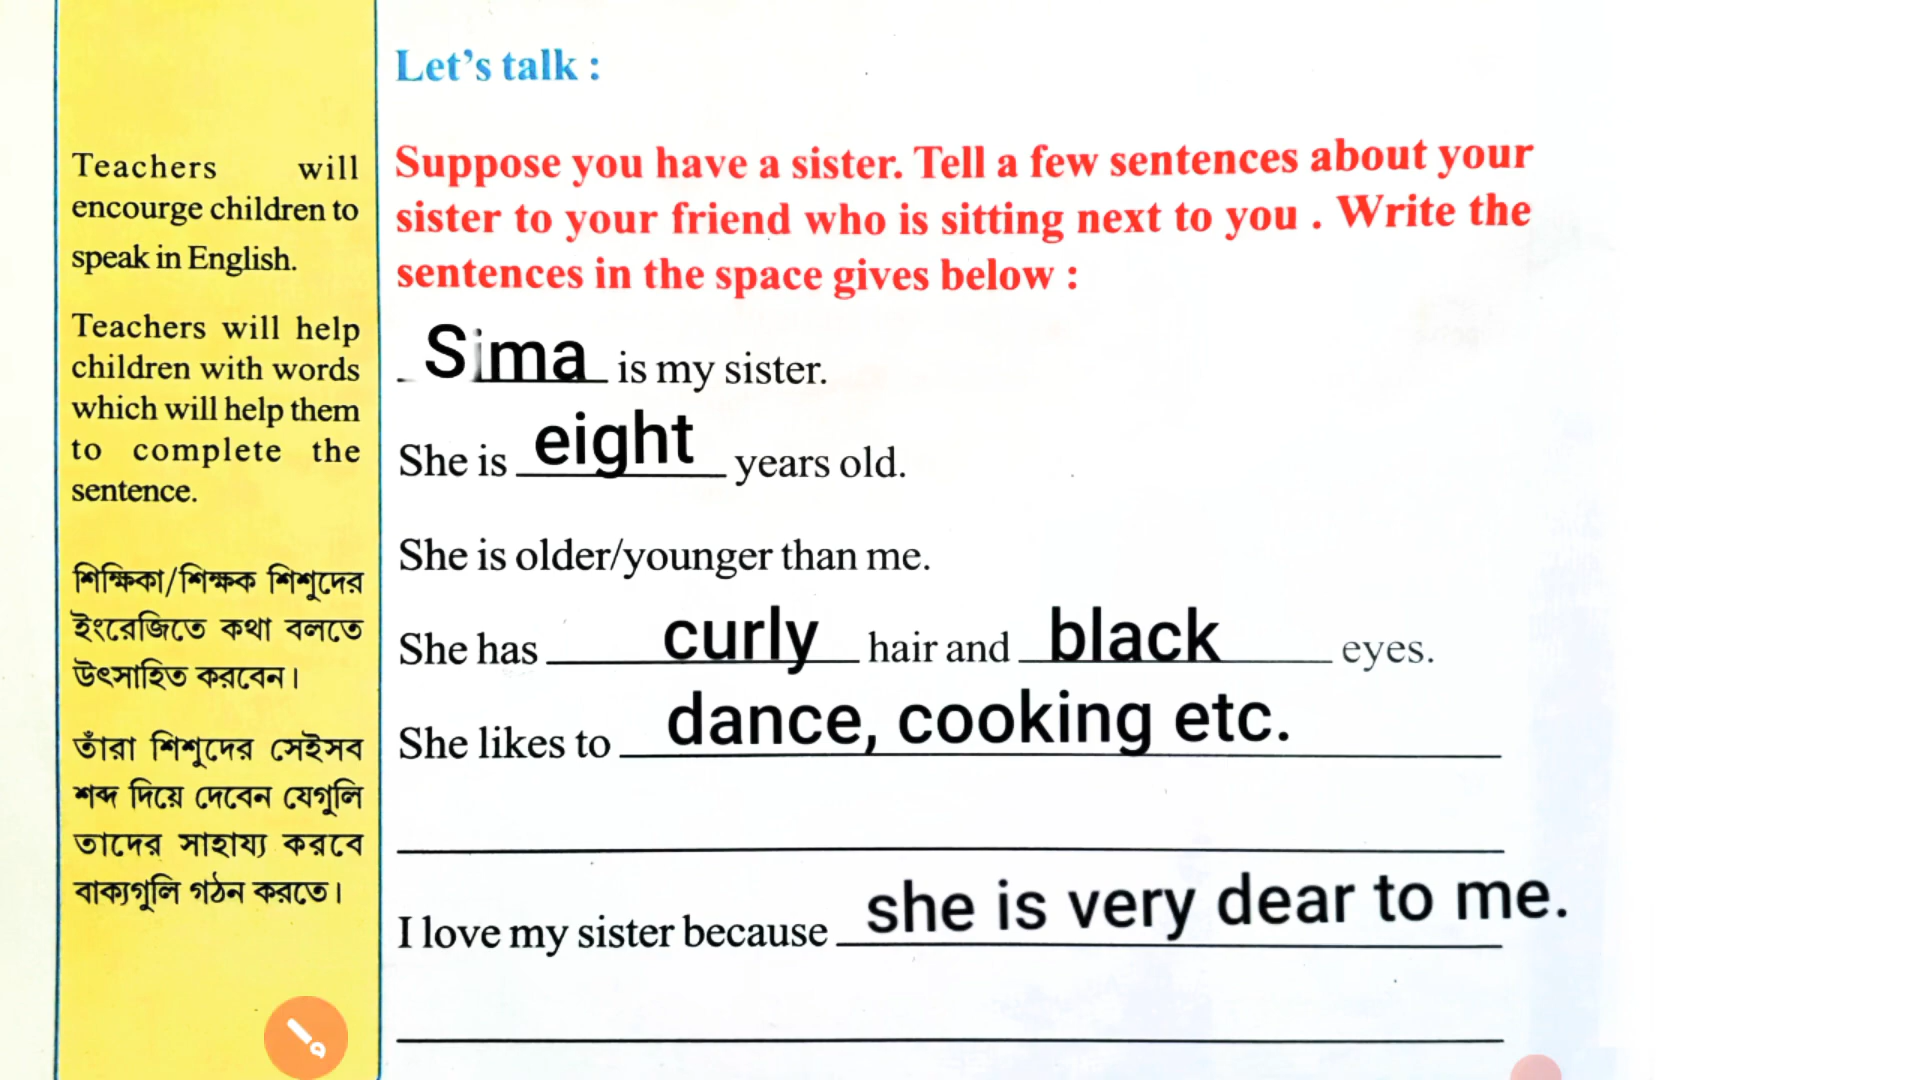 Teachers will
encourge children to
speak in English.
Teachers will help
children with words
which will help them
to complete the
sentence.
শিক্ষিকা/শিক্ষক শিশুদের
ইংরেজিতে কথা বলতে
উৎসাহিত করবেন।
তাঁরা শিশুদের সেইসব
শব্দ দিয়ে দেবেন যেগুলি
তাদের সাহায্য করবে
বাক্যগুলি গঠন করতে।
Let's talk :
Suppose you have a sister. Tell a few sentences about your
sister to your friend who is sitting next to you . Write the
sentences in the space gives below :
Sima is my sister.
She is eight years old.
She is older/younger than me.
She has curly hair and black eyes.
She likes to dance, cooking etc.
I love my sister because she is very dear to me.